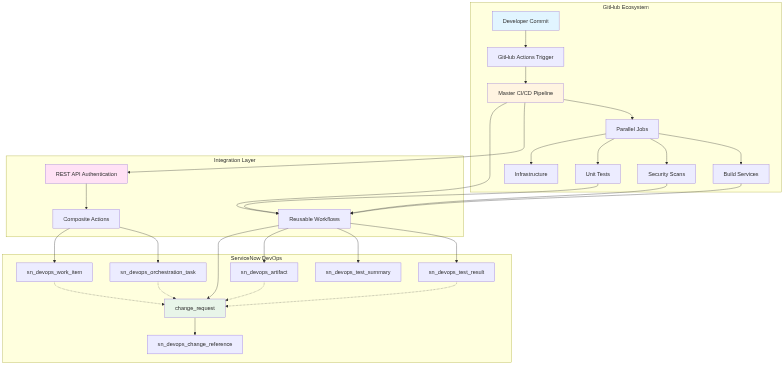 GitHub Ecosystem
Developer Commit
GitHub Actions Trigger
Master CI/CD Pipeline
Parallel Jobs
Infrastructure
Unit Tests
Security Scans
Build Services
Integration Layer
REST API Authentication
Composite Actions
Reusable Workflows
ServiceNow DevOps
sn_devops_work_item
sn_devops_orchestration_task
sn_devops_artifact
sn_devops_test_summary
sn_devops_test_result
change_request
sn_devops_change_reference